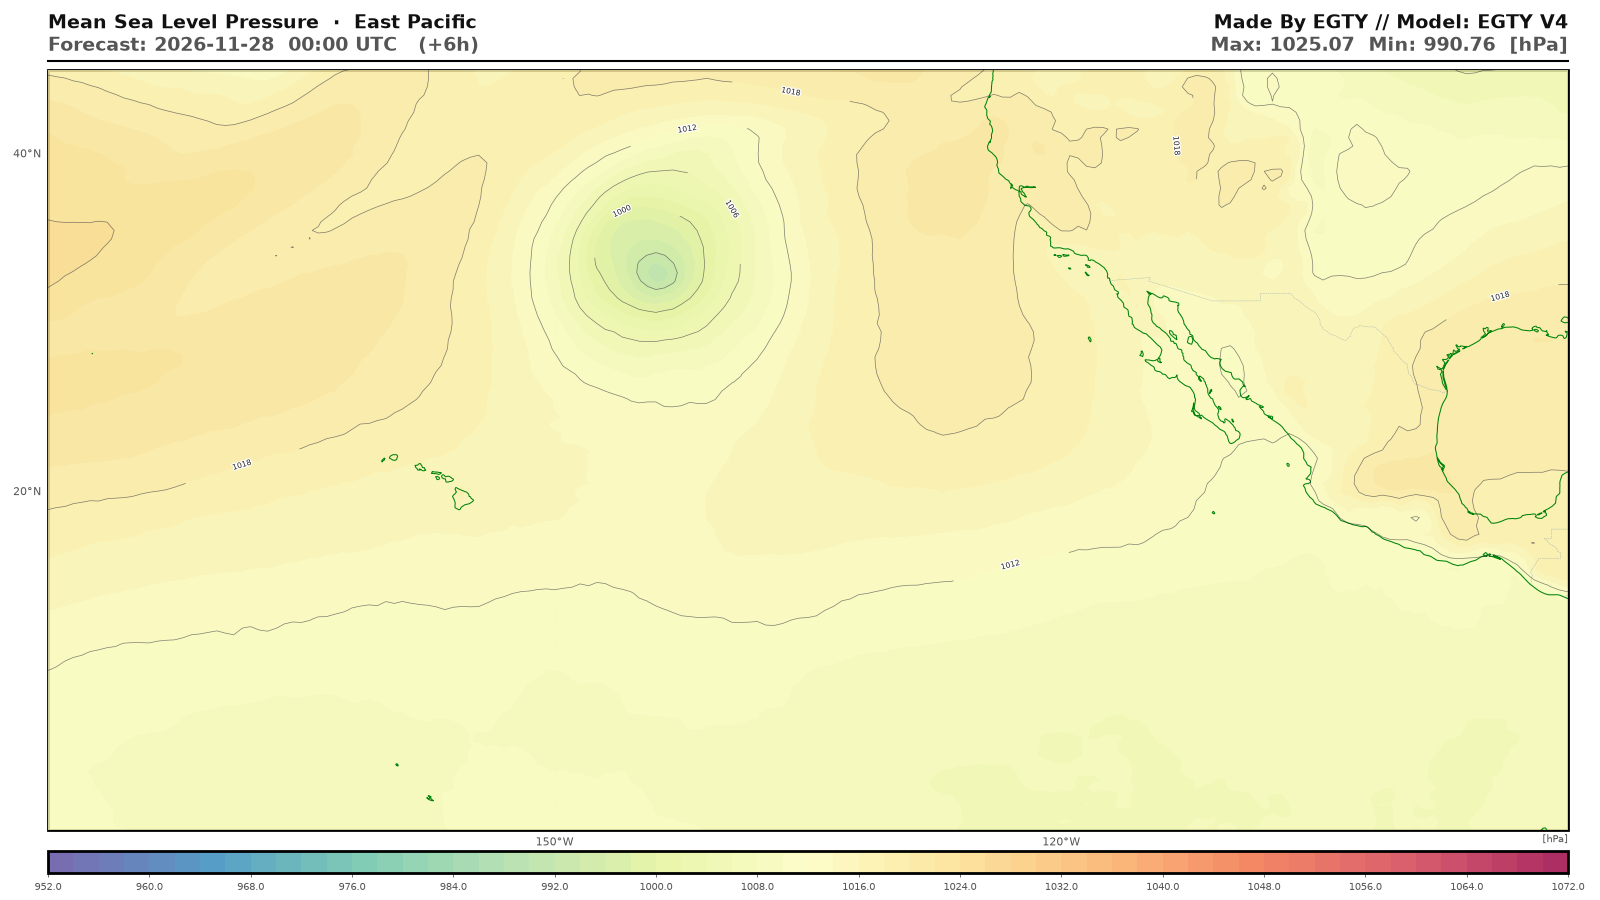 Mean Sea Level Pressure · East Pacific
Made By EGTY // Model: EGTY V4
Forecast: 2026-11-28 00:00 UTC (+6h)
Max: 1025.07 Min: 990.76 [hPa]
1018
1012
40°N
1018
1000
1006
1018
1018
20°N
1012
150°W
120°W
[hPa]
952.0
960.0
968.0
976.0
984.0
992.0
1000.0
1008.0
1016.0
1024.0
1032.0
1040.0
1048.0
1056.0
1064.0
1072.0